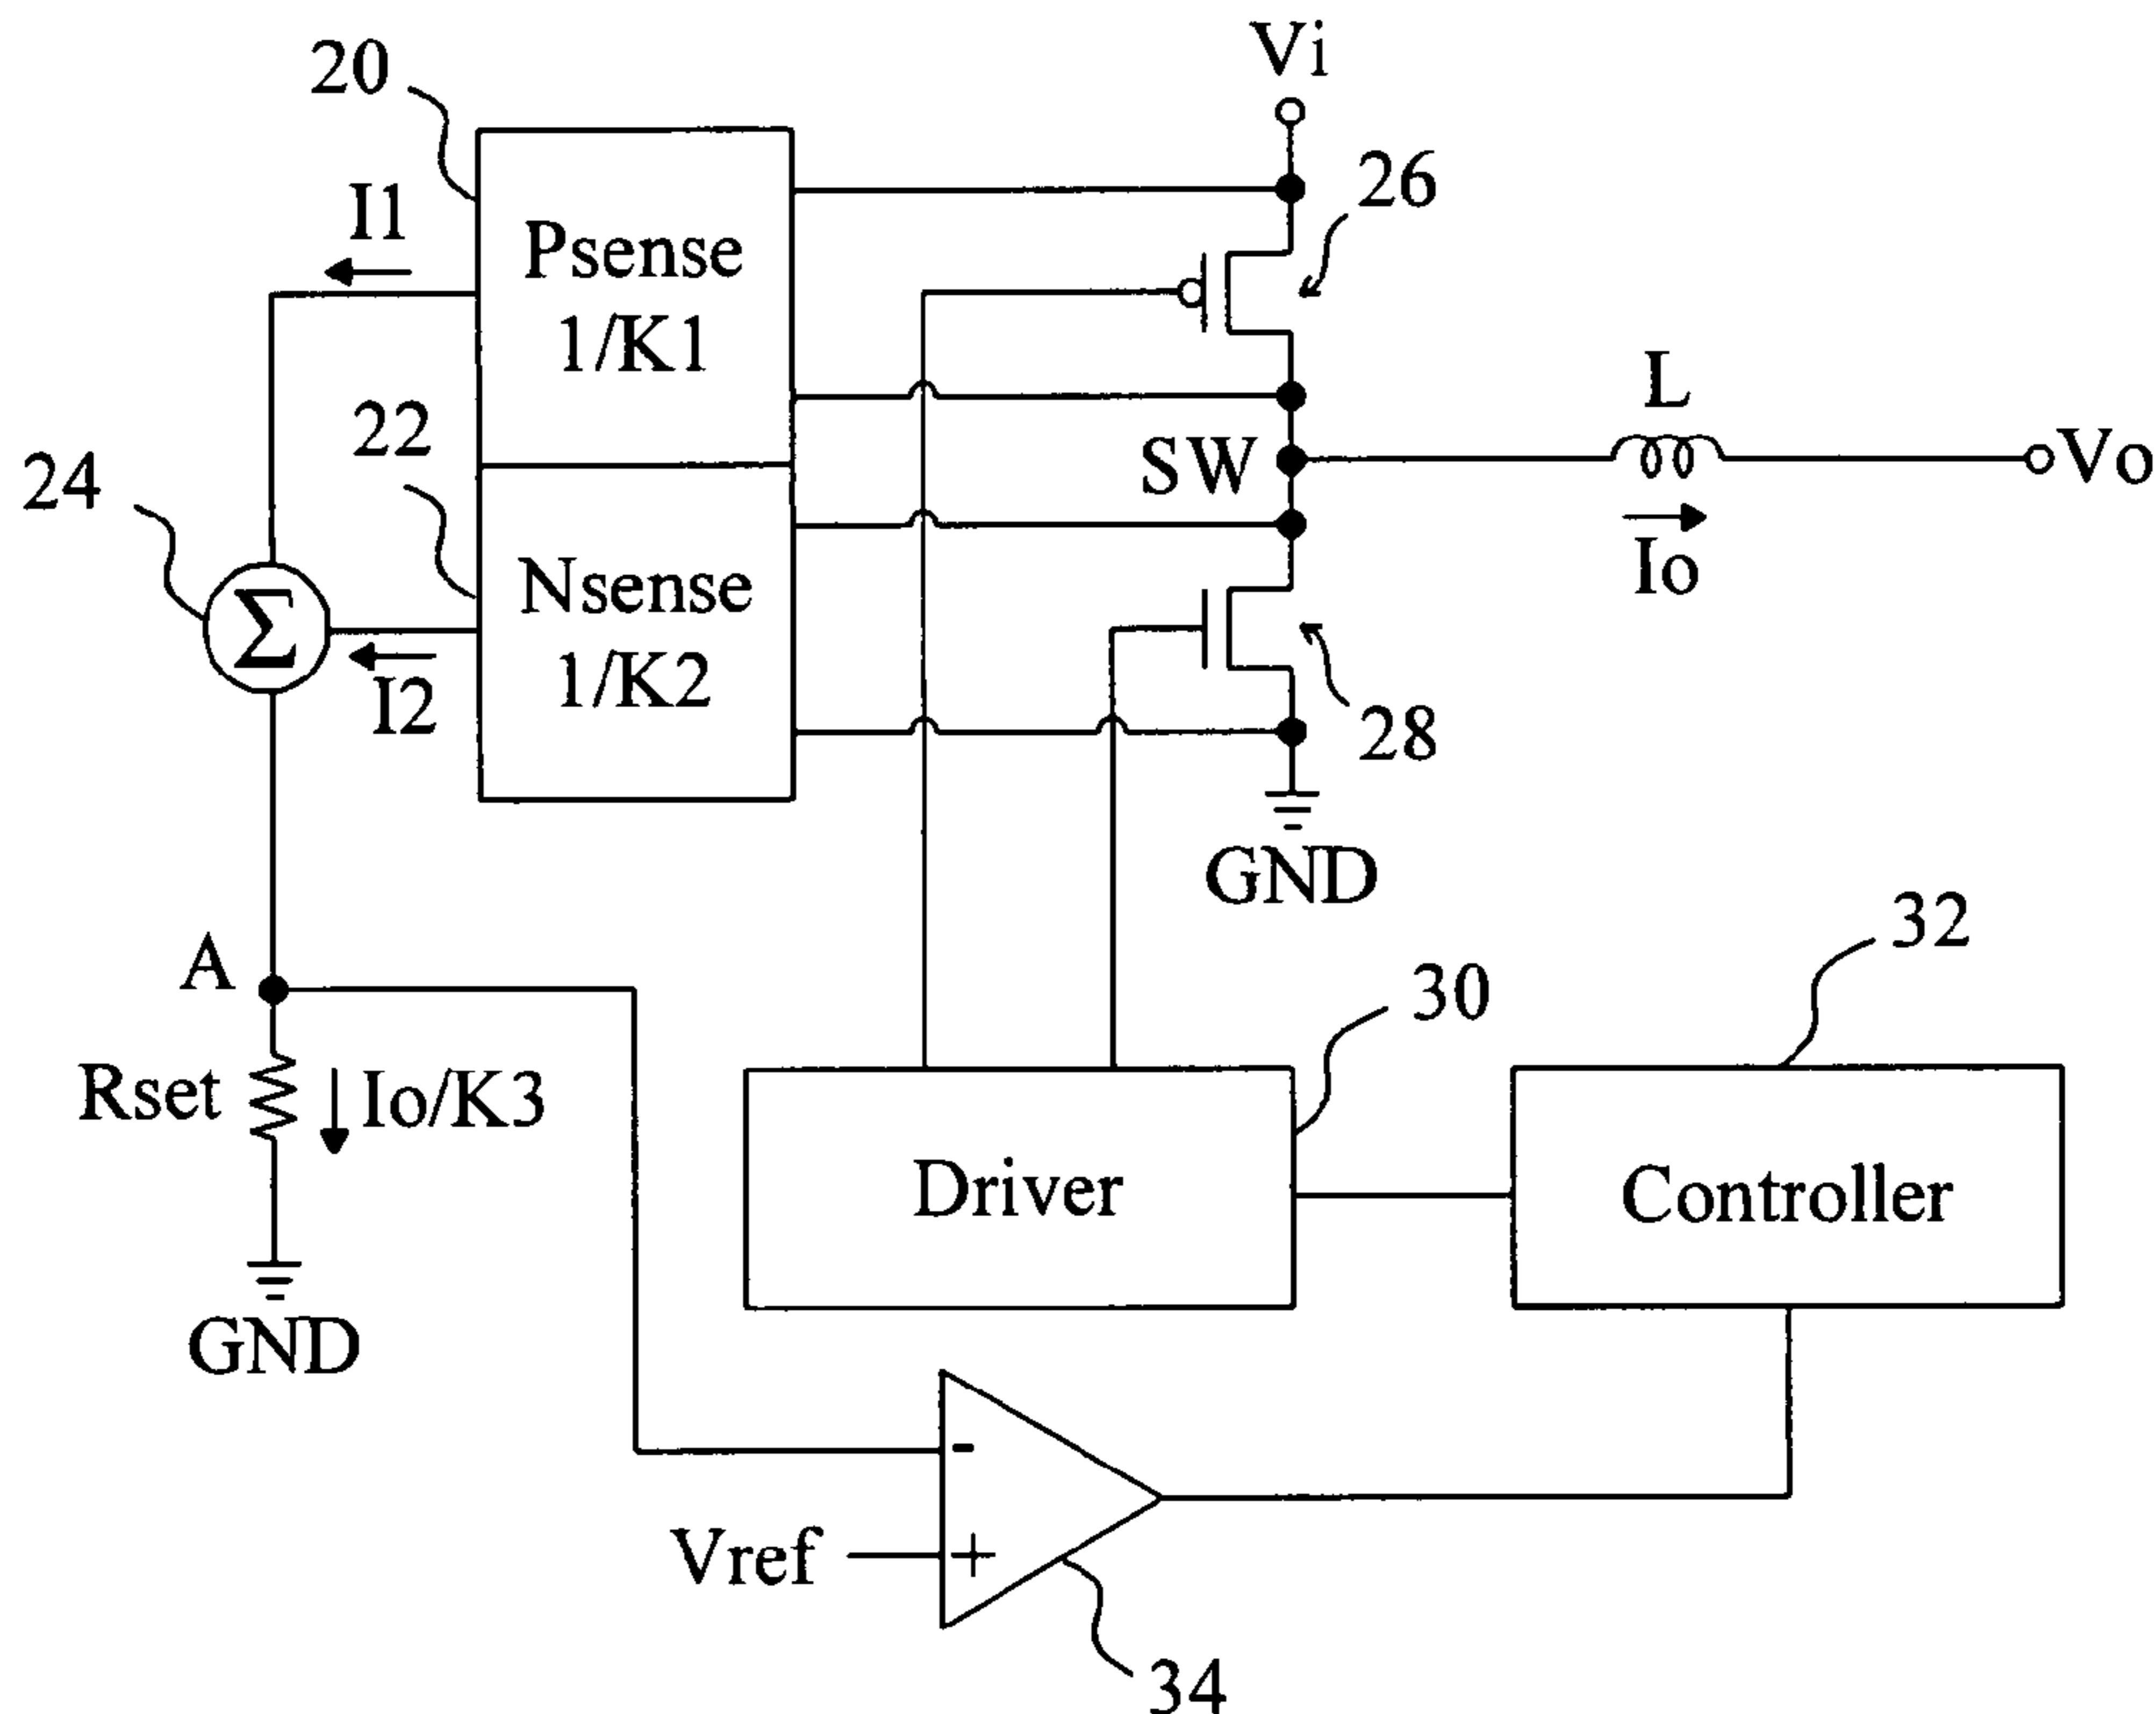 Vi
20
26
I1
Psense
1/K1
L
22
SW
Vo
24
Io
Nsense
Σ
1/K2
I2
28
GND
32
A
30
Rset
Io/K3
Driver
Controller
GND
-
Vref
+
34